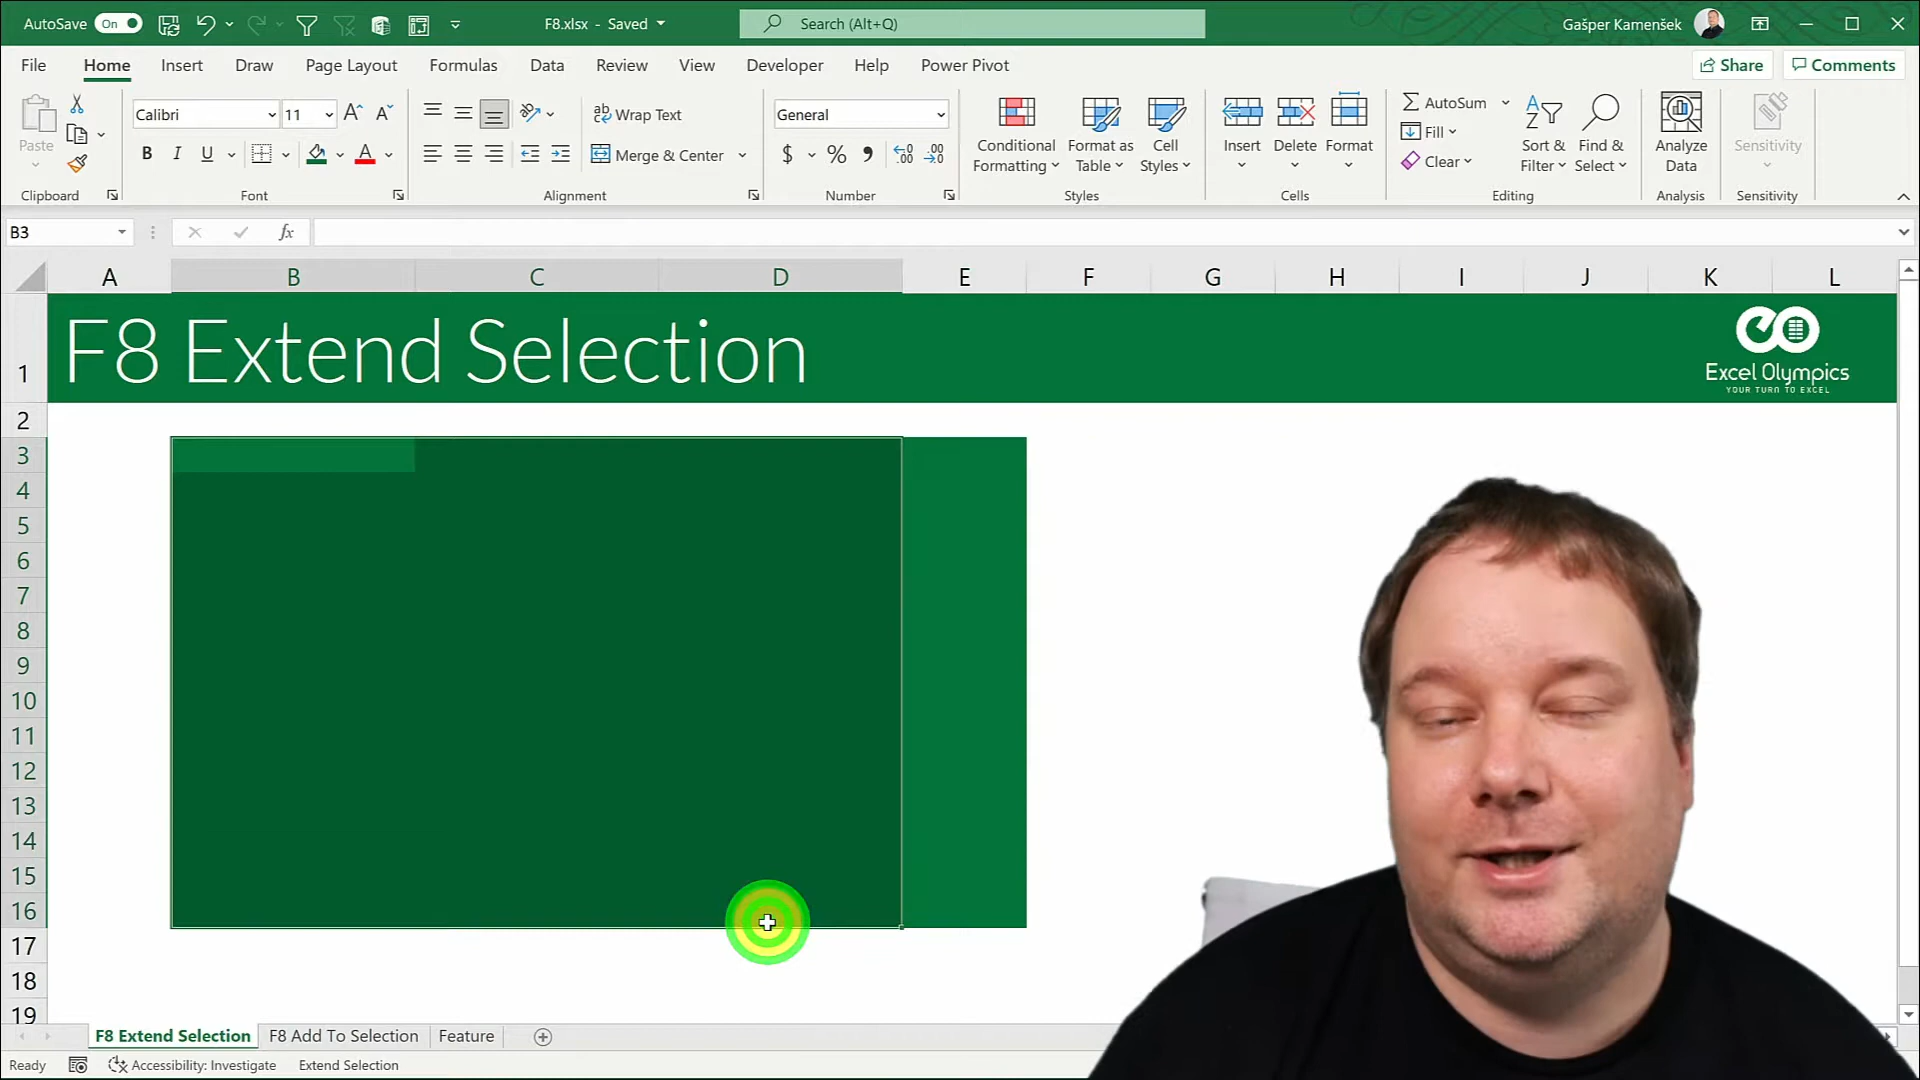 AutoSave On F8.xlsx - Saved Search (Alt+Q) Gašper Kamenšek
File Home Insert Draw Page Layout Formulas Data Review View Developer Help Power Pivot Share Comments
Paste
Clipboard
Calibri 11
B I U
Font
Wrap Text
Merge & Center
Alignment
General
$ % , .00
Number
Conditional Formatting
Format as Table
Cell Styles
Styles
Insert
Delete
Format
Cells
AutoSum
Fill
Clear
Sort & Filter
Find & Select
Editing
Analyze Data
Analysis
Sensitivity
Sensitivity
B3 fx
A B C D E F G H I J K L
F8 Extend Selection
Excel Olympics
YOUR TURN TO EXCEL
1
2
3
4
5
6
7
8
9
10
11
12
13
14
15
16
17
18
19
F8 Extend Selection F8 Add To Selection Feature
Ready Accessibility: Investigate Extend Selection